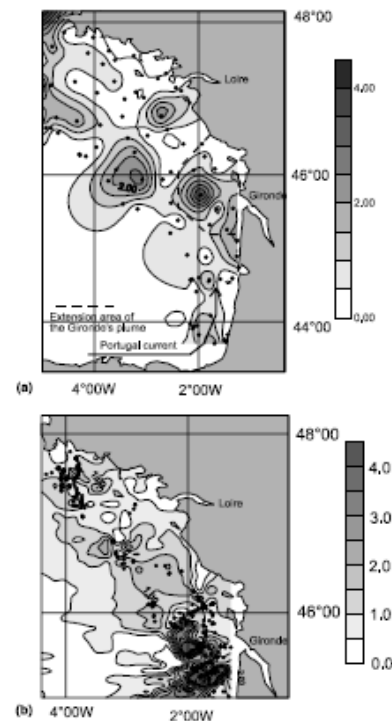 48°00
Loire
4,00
46°00
2.00
Gironde
2.00
Extension area of
the Gironde's plume
0.00
44°00
Portugal current
(a)
4°00W
2°00W
48°00
4,0
Loire
3.0
2.0
46°00
1.0
Gironde
0.0
(b)
4°00W
2°00W